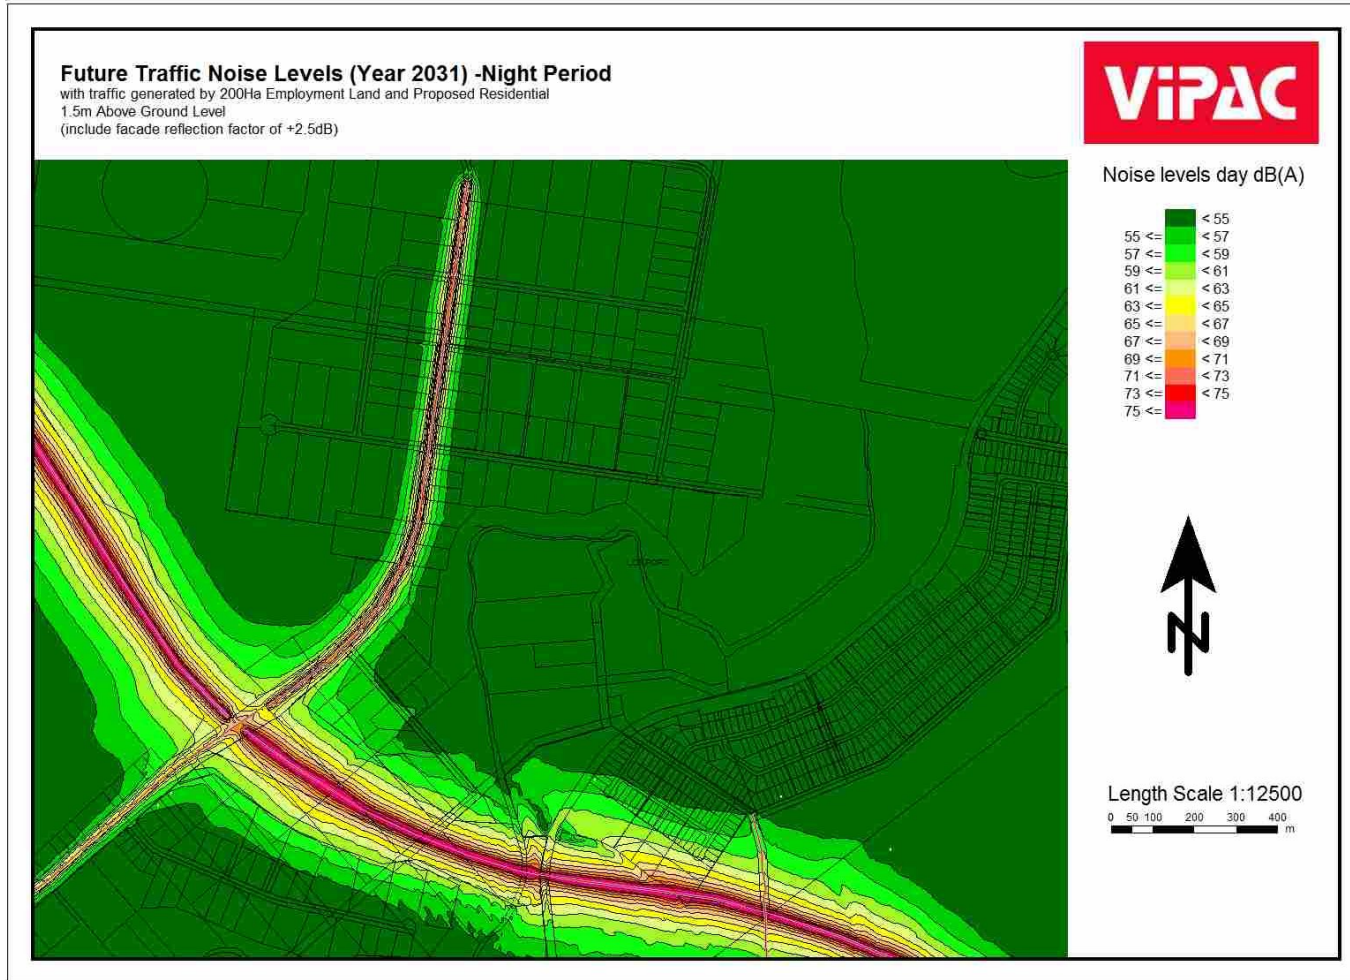 Future Traffic Noise Levels (Year 2031) -Night Period
with traffic generated by 200Ha Employment Land and Proposed Residential
1.5m Above Ground Level
(include facade reflection factor of +2.5dB)
ViPAC
Noise levels day dB(A)
< 55
55 <= < 57
57 <= < 59
59 <= < 61
61 <= < 63
63 <= < 65
65 <= < 67
67 <= < 69
69 <= < 71
71 <= < 73
73 <= < 75
75 <=
N
Length Scale 1:12500
0 50 100 200 300 400
m